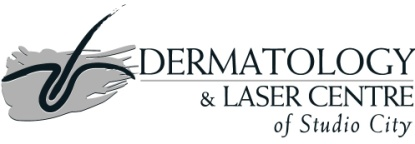 DERMATOLOGY
& LASER CENTRE
of Studio City